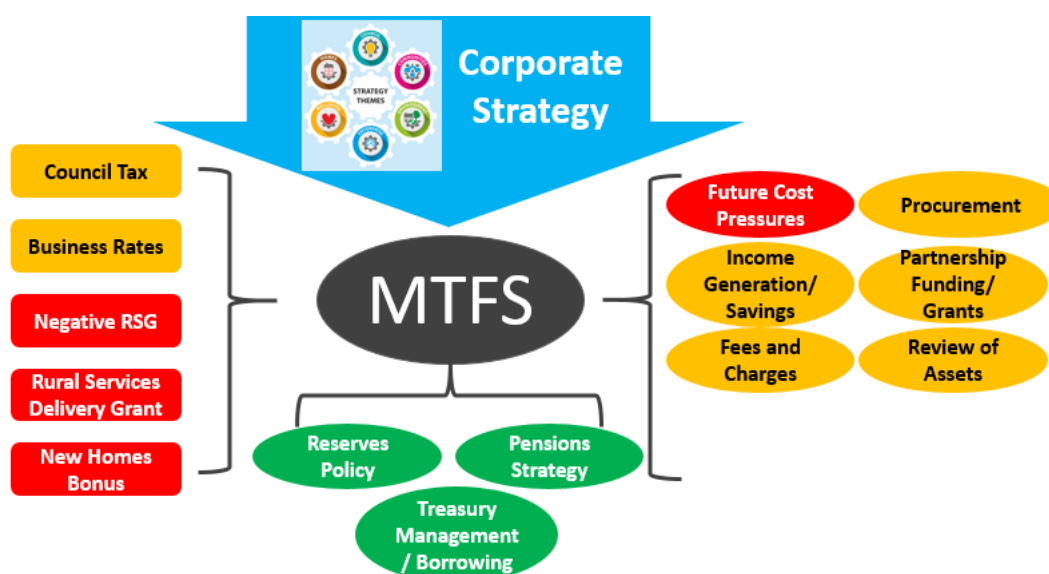 Corporate
Strategy
STRATEGY
THEMES
Council Tax
Business Rates
Negative RSG
Rural Services
Delivery Grant
New Homes
Bonus
MTFS
Reserves
Policy
Pensions
Strategy
Treasury
Management
/ Borrowing
Future Cost
Pressures
Procurement
Income
Generation/
Savings
Partnership
Funding/
Grants
Fees and
Charges
Review of
Assets